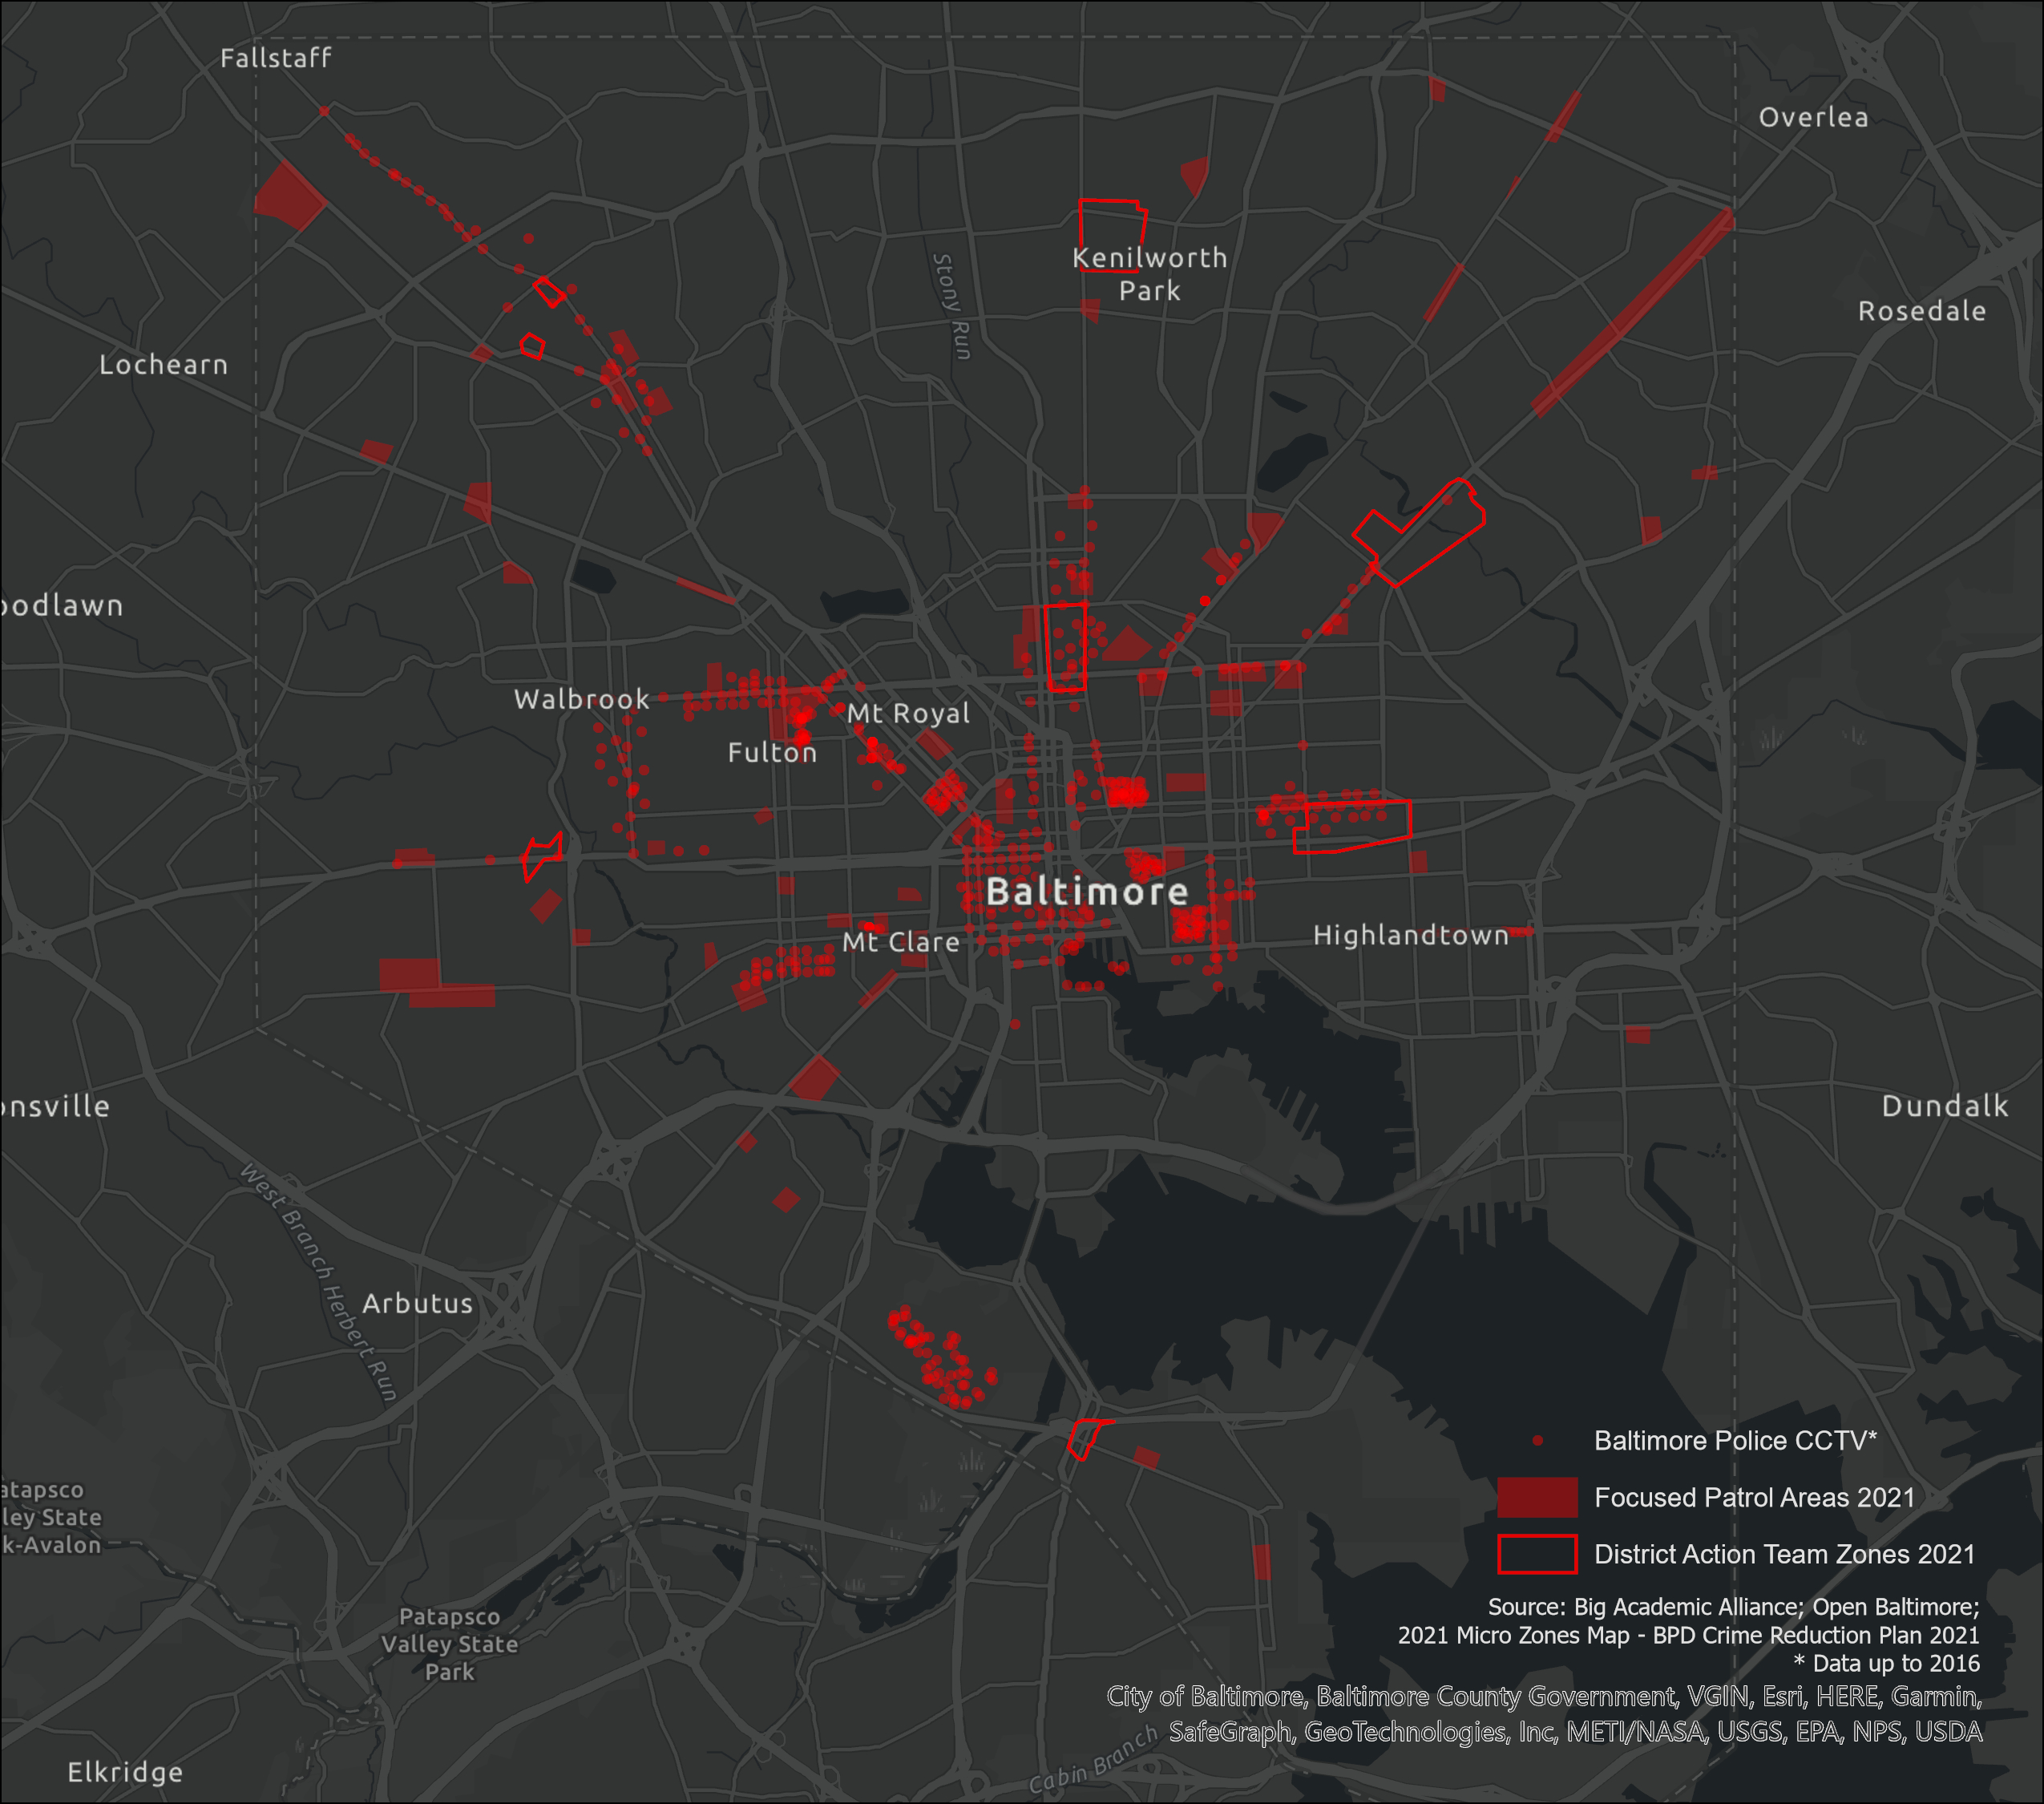 Fallstaff
Overlea
Stony Run
Kenilworth
Park
Rosedale
Lochearn
oodlawn
Walbrook
Mt Royal
Fulton
Baltimore
Highlandtown
Mt Clare
onsville
Dundalk
West Branch Herbert Run
Arbutus
Baltimore Police CCTV*
Focused Patrol Areas 2021
District Action Team Zones 2021
atapsco
ley State
k-Avalon
Source: Big Academic Alliance; Open Baltimore;
2021 Micro Zones Map - BPD Crime Reduction Plan 2021
* Data up to 2016
Patapsco
Valley State
Park
City of Baltimore, Baltimore County Government, VGIN, Esri, HERE, Garmin,
SafeGraph, GeoTechnologies, Inc, METI/NASA, USGS, EPA, NPS, USDA
Cabin Branch
Elkridge